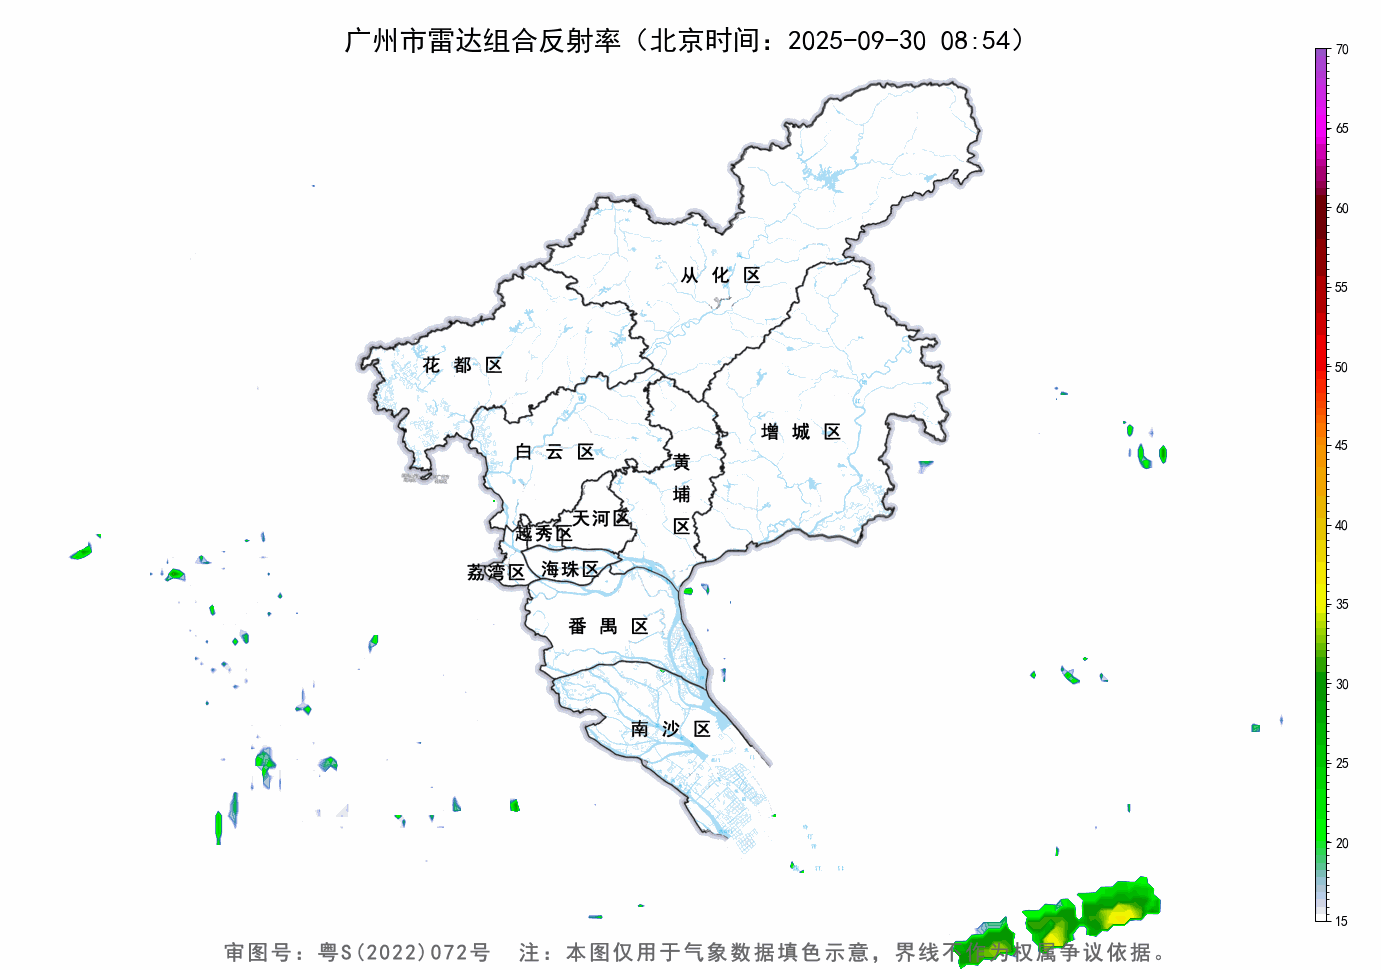 广州市雷达组合反射率（北京时间：2025-09-30 08:54）
70
65
60
55
50
45
40
35
30
25
20
15
从化区
花都区
增城区
白云区
黄埔区
天河区
越秀区
荔湾区
海珠区
番禺区
南沙区
审图号：粤S(2022)072号 注：本图仅用于气象数据填色示意，界线不作为权属争议依据。